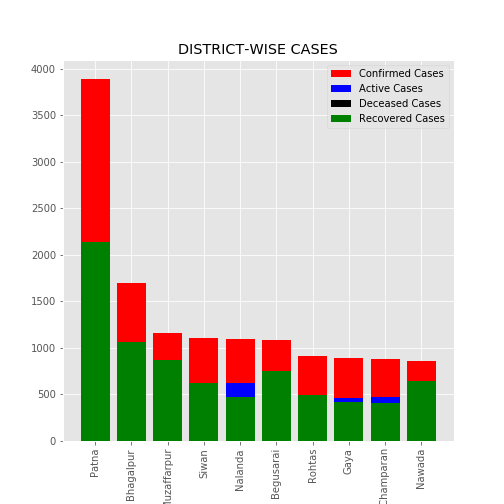 DISTRICT-WISE CASES
Confirmed Cases
Active Cases
Deceased Cases
Recovered Cases
4000
3500
3000
2500
2000
1500
1000
500
0
Patna
Bhagalpur
Siwan
Nalanda
Begusarai
Rohtas
Gaya
Champaran
Nawada